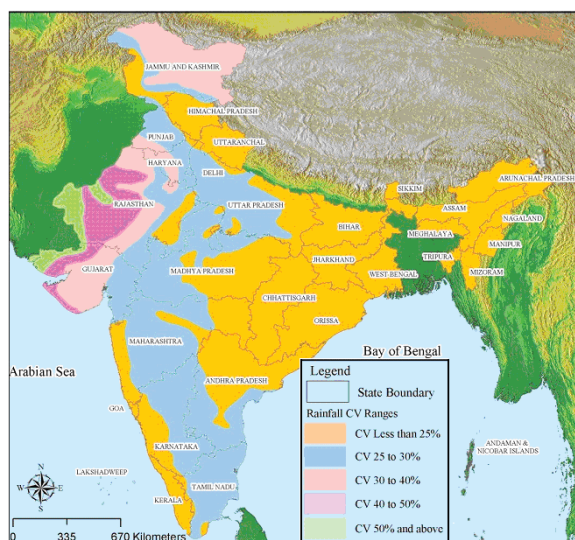 JAMMU AND KASHMIR
HIMACHAL PRADESH
PUNJAB
UTTARANCHAL
HARYANA
DELHI
ARUNACHAL PRADESH
SIKKIM
RAJASTHAN
UTTAR PRADESH
ASSAM
NAGALAND
BIHAR
MEGHALAYA
MANIPUR
GUJARAT
MADHYA PRADESH
JHARKHAND
TRIPURA
WEST-BENGAL
MIZORAM
CHHATTISGARH
ORISSA
MAHARASHTRA
Bay of Bengal
Arabian Sea
ANDHRA PRADESH
GOA
KARNATAKA
LAKSHADWEEP
TAMIL NADU
KERALA
ANDAMAN &
NICOBAR ISLANDS
Legend
State Boundary
Rainfall CV Ranges
CV Less than 25%
CV 25 to 30%
CV 30 to 40%
CV 40 to 50%
CV 50% and above
N
W E
S
0 335 670 Kilometers